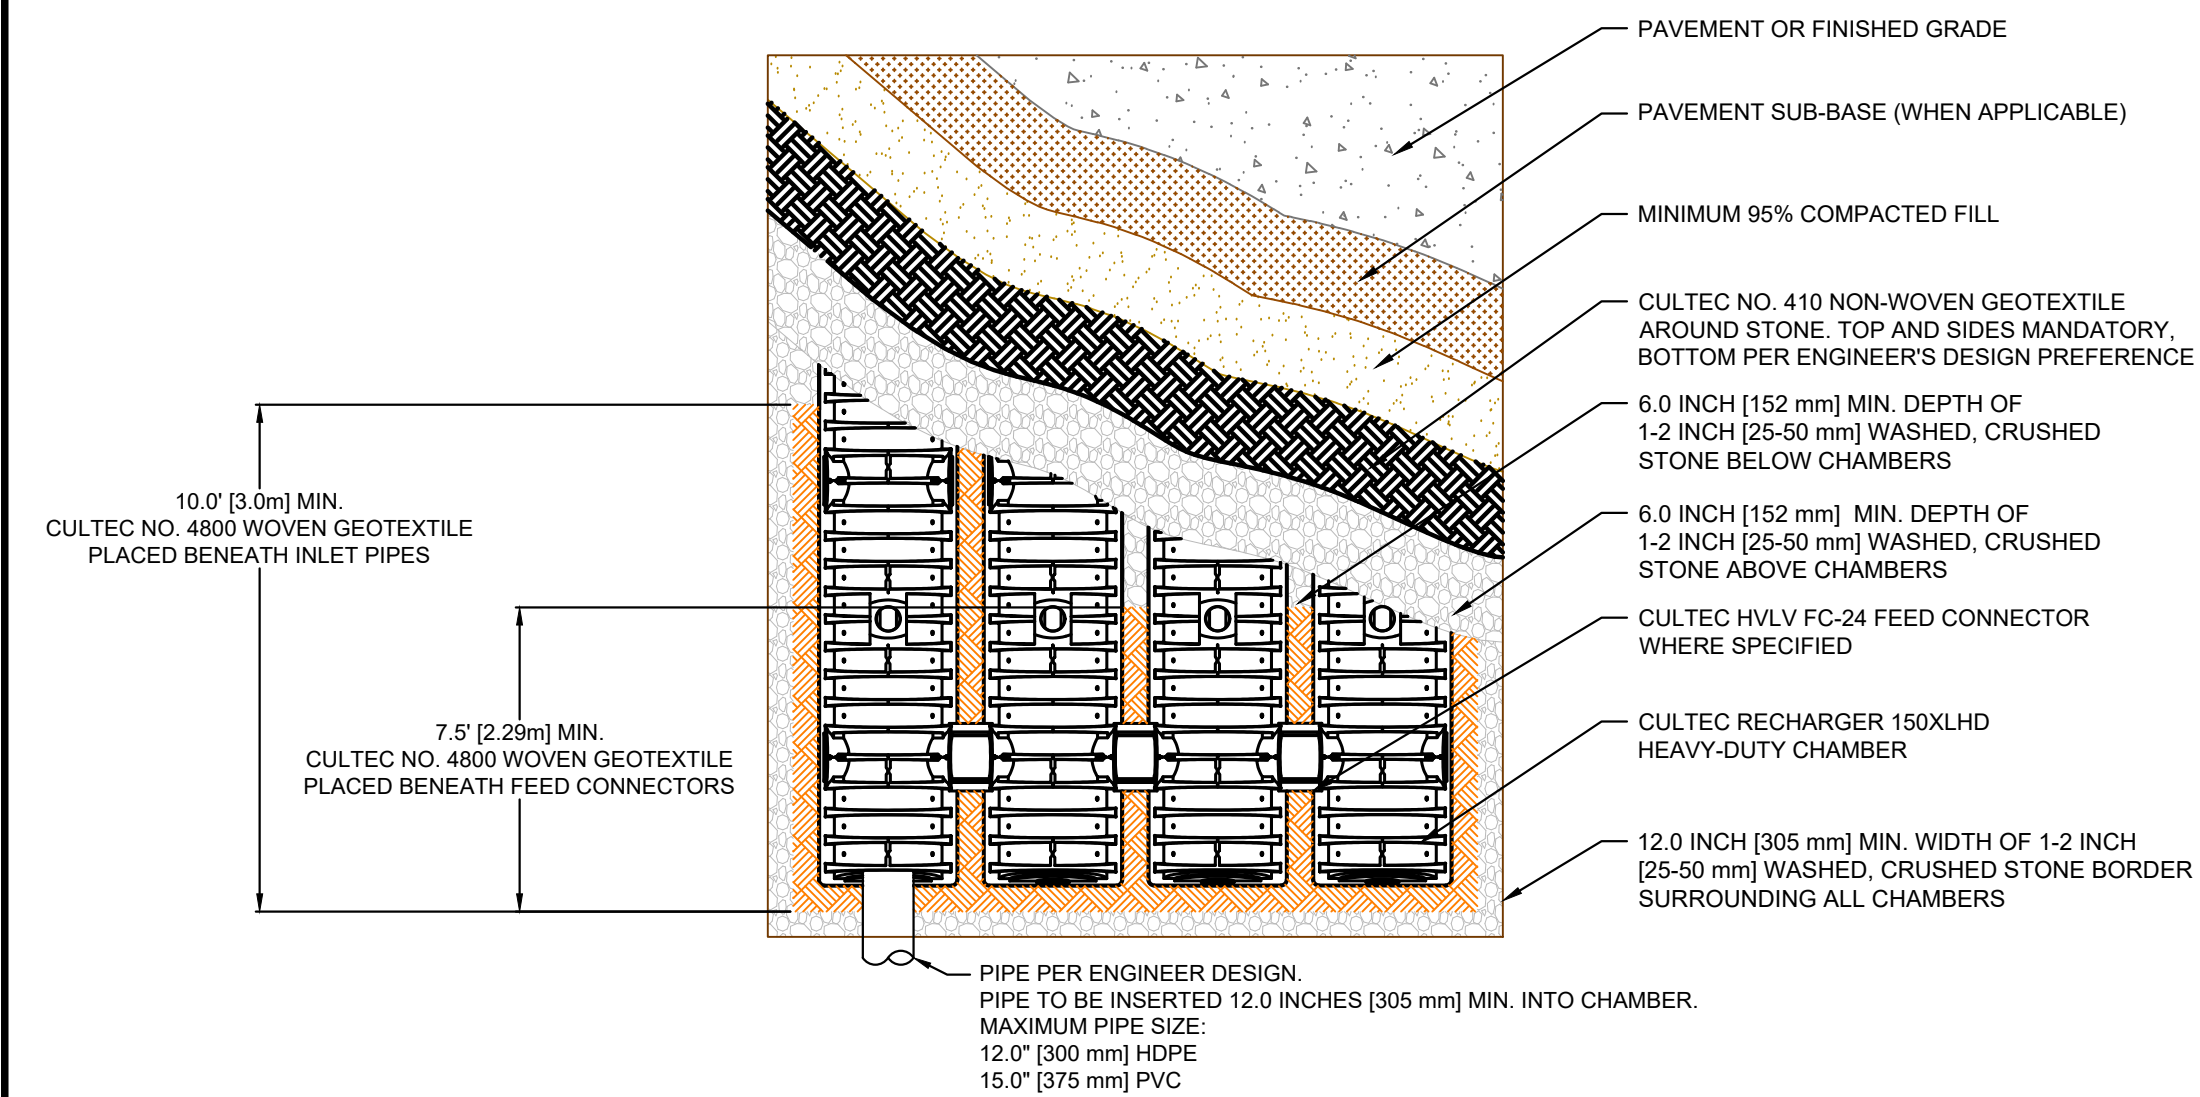 PAVEMENT OR FINISHED GRADE
PAVEMENT SUB-BASE (WHEN APPLICABLE)
MINIMUM 95% COMPACTED FILL
CULTEC NO. 410 NON-WOVEN GEOTEXTILE
AROUND STONE. TOP AND SIDES MANDATORY,
BOTTOM PER ENGINEER'S DESIGN PREFERENCE
6.0 INCH [152 mm] MIN. DEPTH OF
1-2 INCH [25-50 mm] WASHED, CRUSHED
STONE BELOW CHAMBERS
6.0 INCH [152 mm] MIN. DEPTH OF
1-2 INCH [25-50 mm] WASHED, CRUSHED
STONE ABOVE CHAMBERS
CULTEC HVLV FC-24 FEED CONNECTOR
WHERE SPECIFIED
CULTEC RECHARGER 150XLHD
HEAVY-DUTY CHAMBER
12.0 INCH [305 mm] MIN. WIDTH OF 1-2 INCH
[25-50 mm] WASHED, CRUSHED STONE BORDER
SURROUNDING ALL CHAMBERS
10.0' [3.0m] MIN.
CULTEC NO. 4800 WOVEN GEOTEXTILE
PLACED BENEATH INLET PIPES
7.5' [2.29m] MIN.
CULTEC NO. 4800 WOVEN GEOTEXTILE
PLACED BENEATH FEED CONNECTORS
PIPE PER ENGINEER DESIGN.
PIPE TO BE INSERTED 12.0 INCHES [305 mm] MIN. INTO CHAMBER.
MAXIMUM PIPE SIZE:
12.0" [300 mm] HDPE
15.0" [375 mm] PVC